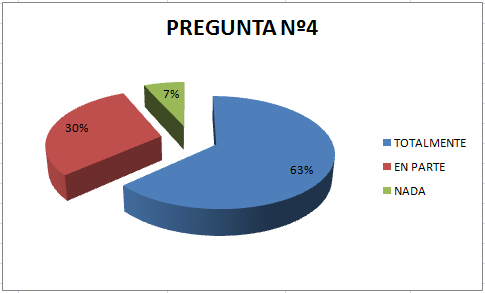 PREGUNTA Nº4
7%
30%
63%
TOTALMENTE
EN PARTE
NADA